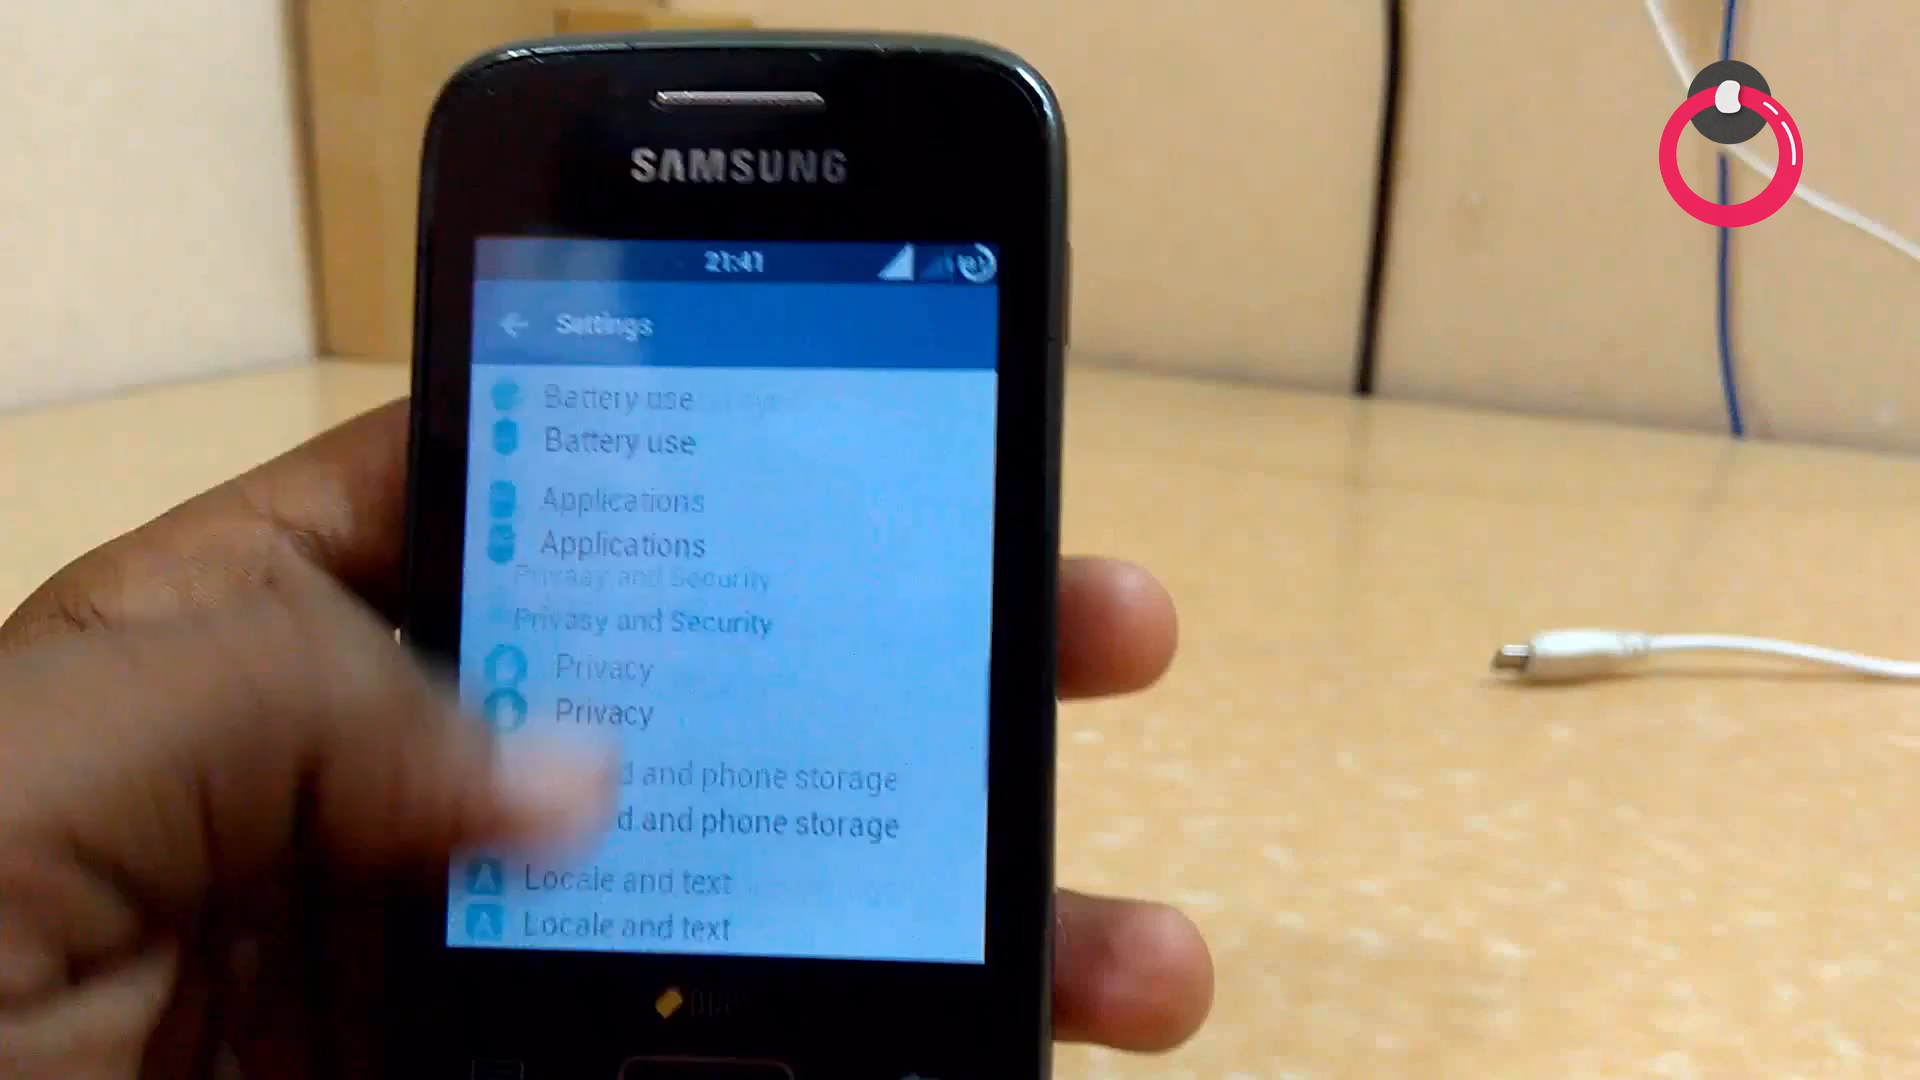 SAMSUNG
21:41
Settings
Battery use
Battery use
Applications
Applications
Privacy and Security
Privacy and Security
Privacy
Privacy
and phone storage
and phone storage
Locale and text
Locale and text